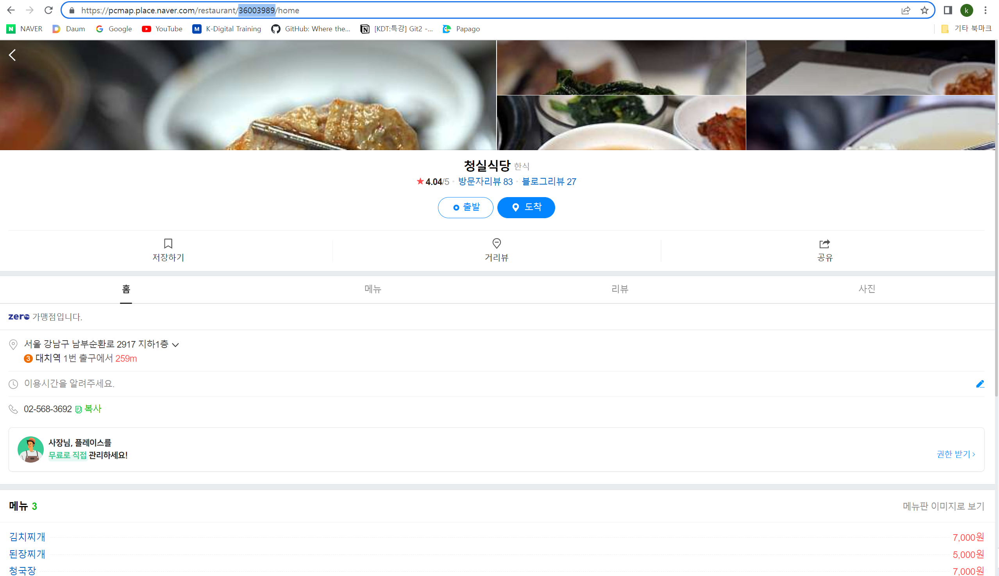 https://pcmap.place.naver.com/restaurant/36003989/home
k
N NAVER Daum Google YouTube M K-Digital Training GitHub: Where the... [KDT:특강] Git2 -... Papago 기타 북마크
청실식당 한식
4.04/5 · 방문자리뷰 83 · 블로그리뷰 27
출발 도착
저장하기 거리뷰 공유
홈 메뉴 리뷰 사진
zero Pay 가맹점입니다.
서울 강남구 남부순환로 2917 지하1층
3 대치역 1번 출구에서 259m
이용시간을 알려주세요.
02-568-3692 복사
사장님, 플레이스를
무료로 직접 관리하세요!
권한 받기
메뉴 3 메뉴판 이미지로 보기
김치찌개 7,000원
된장찌개 5,000원
청국장 7,000원